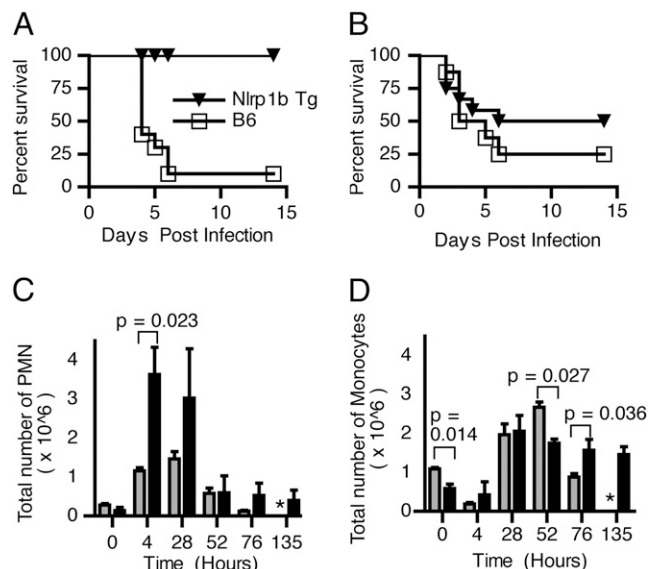 A
B
100
75
50
25
0
Percent survival
Nlrp1b Tg
B6
0 5 10 15
Days Post Infection
100
75
50
25
0
Percent survival
0 5 10 15
Days Post Infection
C
D
p = 0.023
4
3
2
1
0
Total number of PMN
( x 10^6)
*
0 4 28 52 76 135
Time (Hours)
p = 0.027
p =
0.014
p = 0.036
4
3
2
1
0
Total number of Monocytes
( x 10^6)
*
0 4 28 52 76 135
Time (Hours)